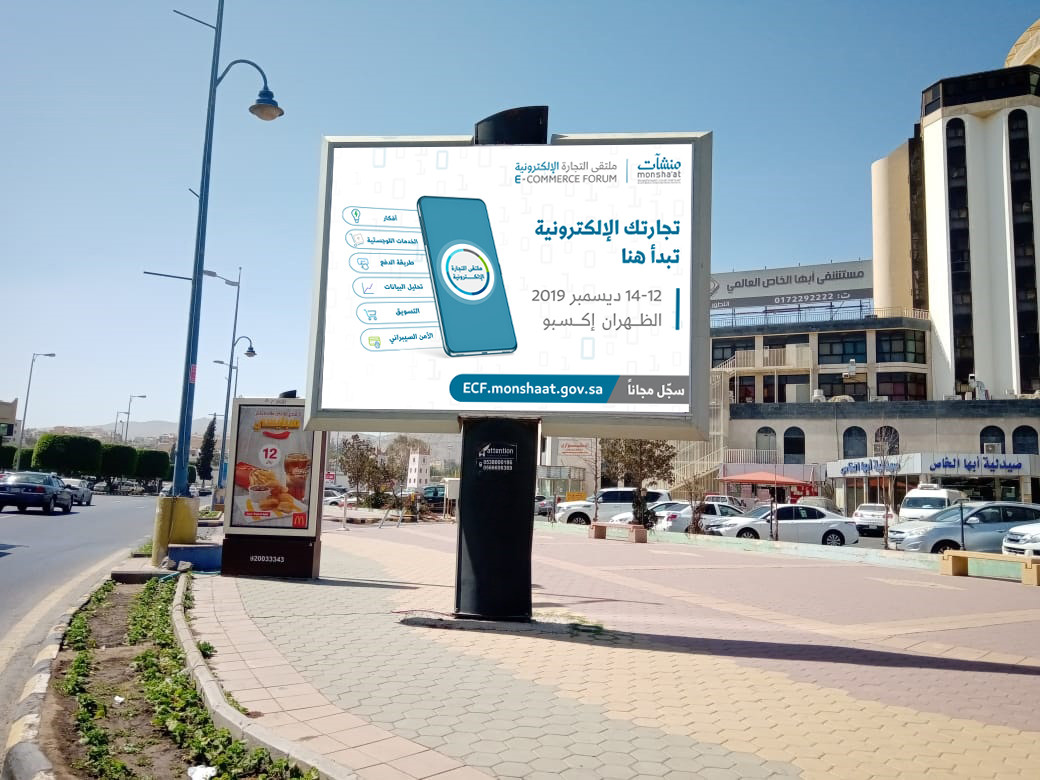 ملتقى التجارة الإلكترونية
E-COMMERCE FORUM
منشآت
monsha'at
تجارتك الإلكترونية
تبدأ هنا
14-12 ديسمبر 2019
الظهران إكسبو
سجّل مجاناً
ECF.monshaat.gov.sa
أفكار
الخدمات اللوجستية
طريقة الدفع
تحليل البيانات
التسويق
الأمن السيبراني
ملتقى التجارة
الإلكترونية
attention
12
920033343
مستشفى أبها الخاص العالمي
ت: 0172292222
صيدلية أبها الخاص